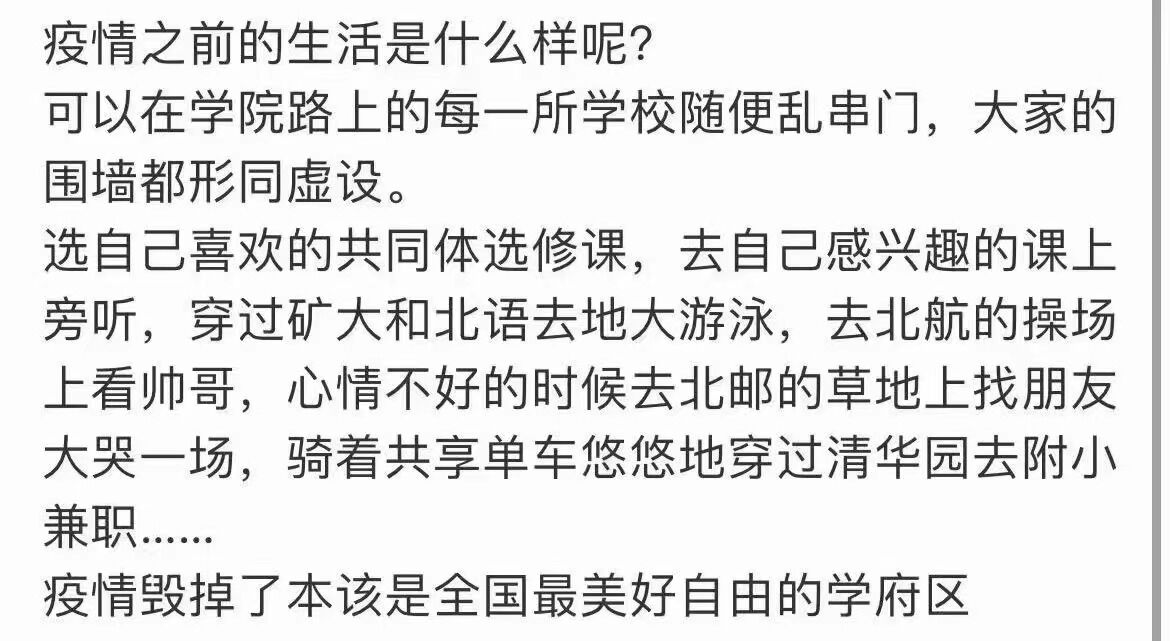 疫情之前的生活是什么样呢？
可以在学院路上的每一所学校随便乱串门，大家的
围墙都形同虚设。
选自己喜欢的共同体选修课，去自己感兴趣的课上
旁听，穿过矿大和北语去地大游泳，去北航的操场
上看帅哥，心情不好的时候去北邮的草地上找朋友
大哭一场，骑着共享单车悠悠地穿过清华园去附小
兼职……
疫情毁掉了本该是全国最美好自由的学府区